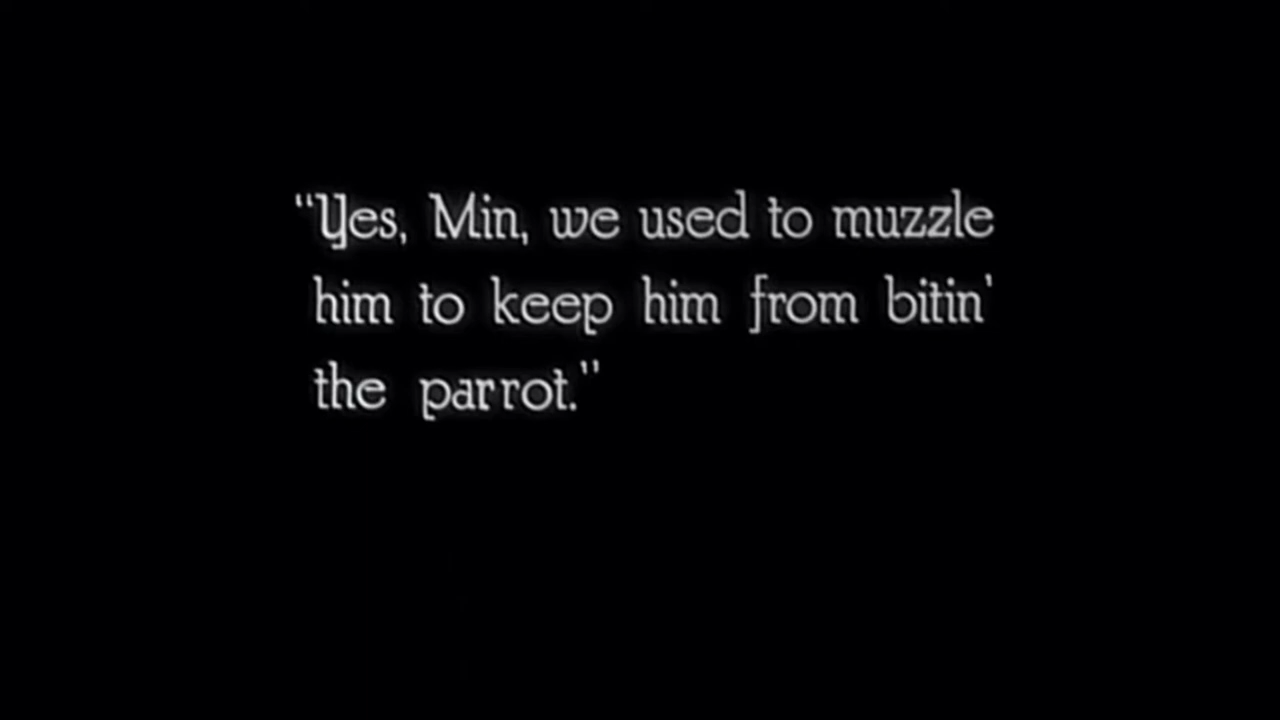 "Yes, Min, we used to muzzle
him to keep him from bitin'
the parrot."